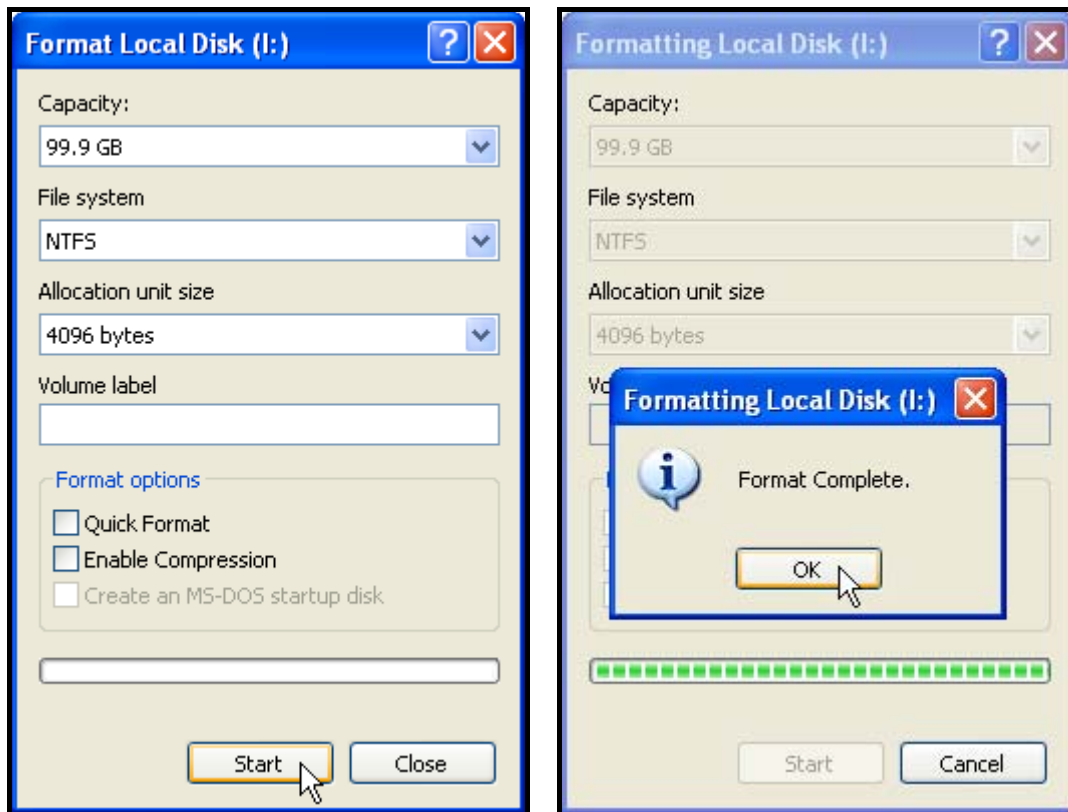 Format Local Disk (I:)
Capacity:
99.9 GB
File system
NTFS
Allocation unit size
4096 bytes
Volume label
Format options
Quick Format
Enable Compression
Create an MS-DOS startup disk
Start
Close
Formatting Local Disk (I:)
Capacity:
99.9 GB
File system
NTFS
Allocation unit size
4096 bytes
Formatting Local Disk (I:)
Format Complete.
OK
Start
Cancel